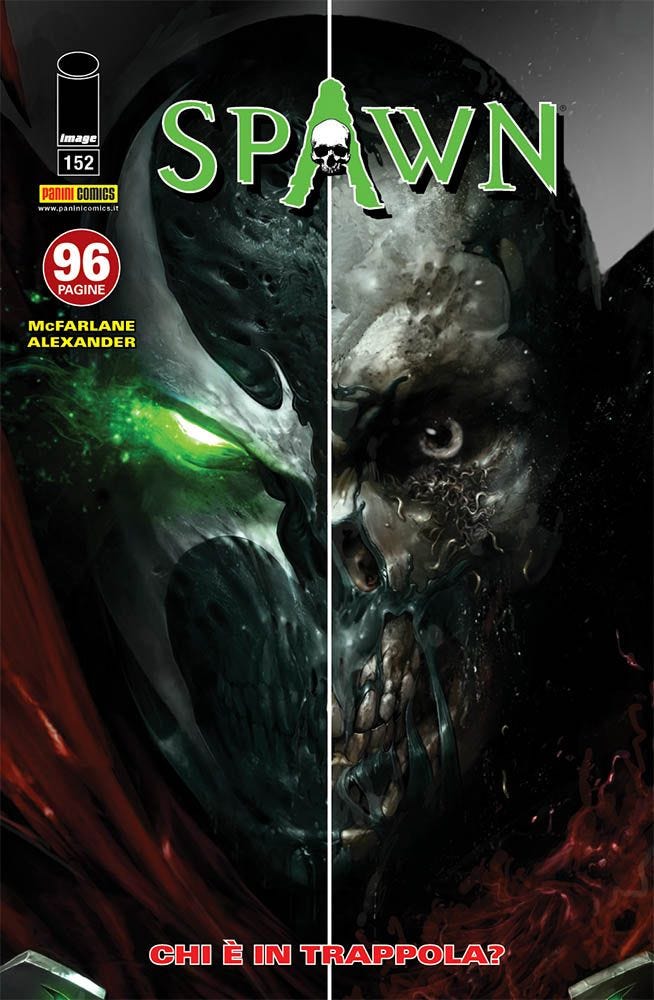 image
152
PANINI COMICS
www.paninicomics.it
SPAWN®
96
PAGINE
McFARLANE
ALEXANDER
CHI È IN TRAPPOLA?